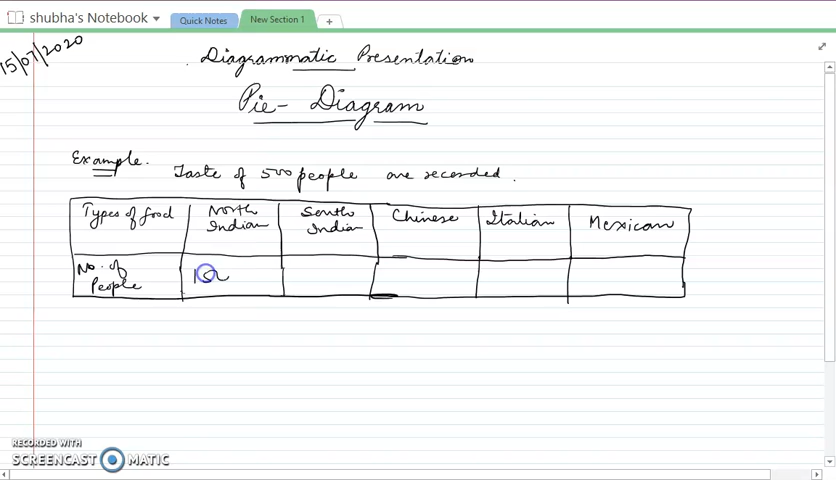 shubha's Notebook
Quick Notes
New Section 1
+
15/07/2020
Diagrammatic Presentation
Pie- Diagram
Example.
Taste of 500 people are recorded.
Types of food
North Indian
South Indian
Chinese
Italian
Mexican
No. of People
RECORDED WITH
SCREENCAST MATIC